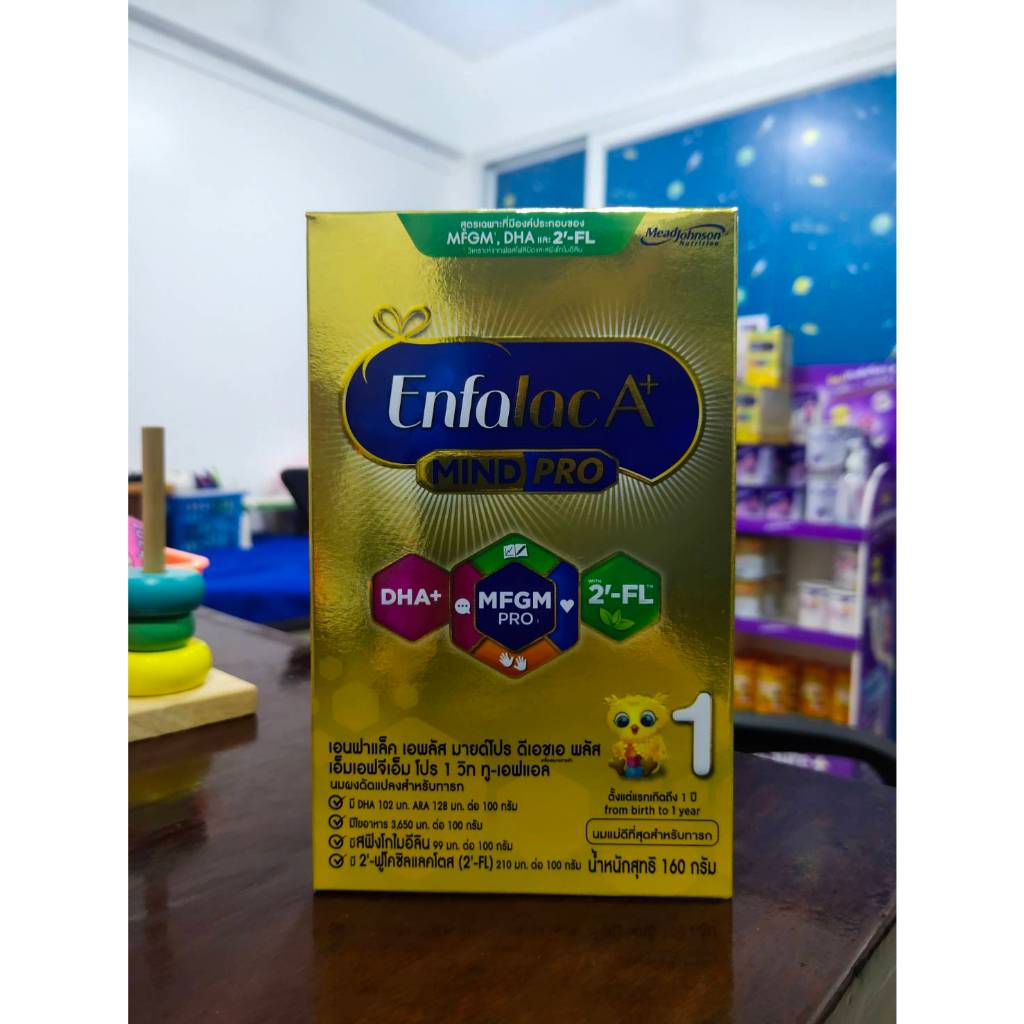 สูตรเฉพาะที่มีองค์ประกอบของ
MFGM, DHA และ 2'-FL
MeadJohnson
Nutrition
Enfalac A+
MIND PRO
DHA+
MFGM
PRO
WITH
2'-FL™
1
เอนฟาแล็ค เอพลัส มายด์โปร ดีเอชเอ พลัส
เอ็มเอฟจีเอ็ม โปร 1 วิท ทู-เอฟแอล
นมผงดัดแปลงสำหรับทารก
มี DHA 102 มก. ARA 128 มก. ต่อ 100 กรัม
มีใยอาหาร 3,650 มก. ต่อ 100 กรัม
มีสฟิงโกไมอีลิน 99 มก. ต่อ 100 กรัม
มี 2'-ฟูโคซิลแลคโตส (2'-FL) 210 มก. ต่อ 100 กรัม
ตั้งแต่แรกเกิดถึง 1 ปี
from birth to 1 year
นมแม่ดีที่สุดสำหรับทารก
น้ำหนักสุทธิ 160 กรัม